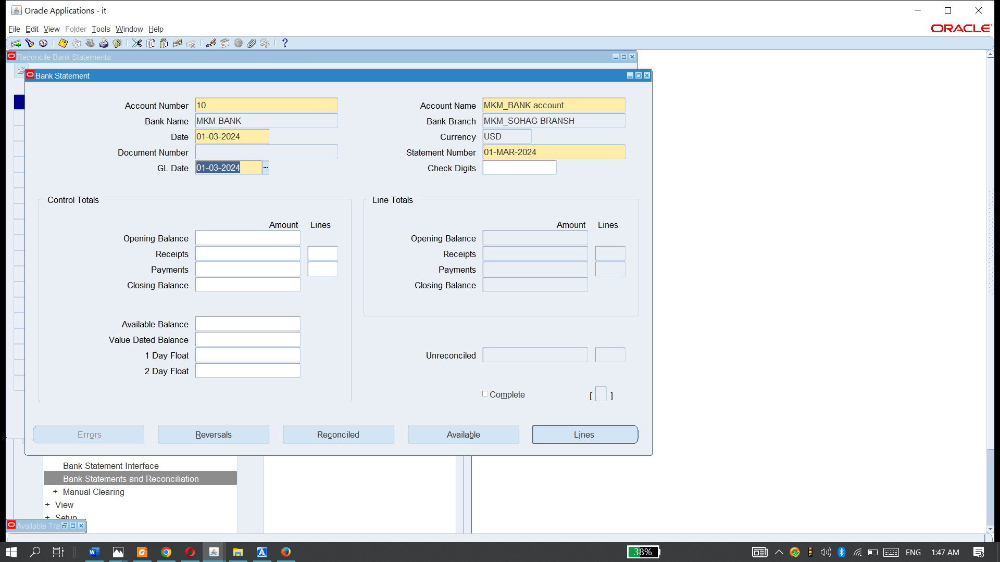 Oracle Applications - it
File Edit View Folder Tools Window Help
ORACLE
Reconcile Bank Statements
Bank Statement
Account Number 10
Account Name MKM_BANK account
Bank Name MKM BANK
Bank Branch MKM_SOHAG BRANSH
Date 01-03-2024
Currency USD
Document Number
Statement Number 01-MAR-2024
GL Date 01-03-2024 ...
Check Digits
Control Totals
Amount Lines
Opening Balance
Receipts
Payments
Closing Balance
Available Balance
Value Dated Balance
1 Day Float
2 Day Float
Line Totals
Amount Lines
Opening Balance
Receipts
Payments
Closing Balance
Unreconciled
Complete [ ]
Errors Reversals Reconciled Available Lines
Bank Statement Interface
Bank Statements and Reconciliation
+ Manual Clearing
+ View
+ Setup
Available Tra
38% ENG 1:47 AM